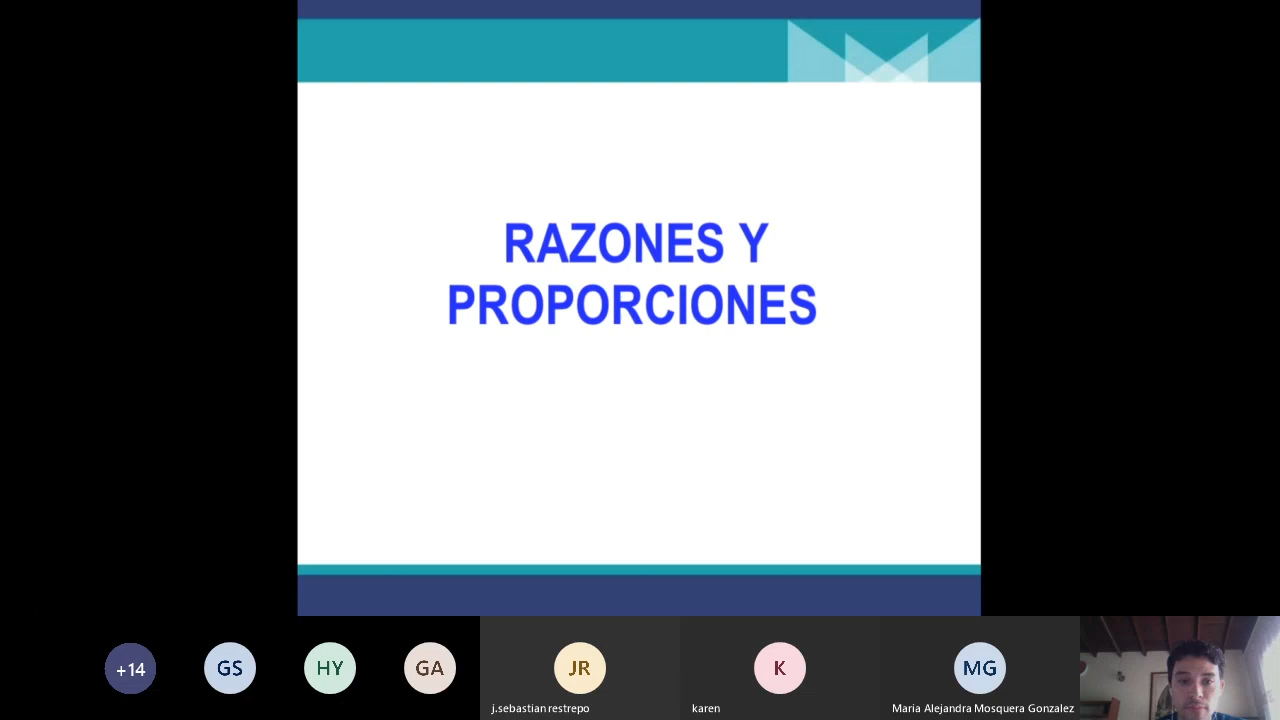 RAZONES Y
PROPORCIONES
+14
GS
HY
GA
JR
K
MG
j.sebastian restrepo
karen
Maria Alejandra Mosquera Gonzalez